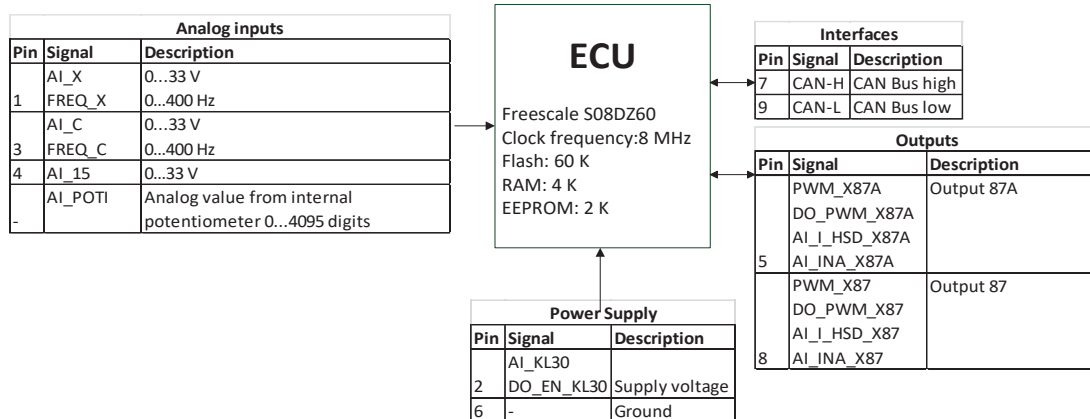 Analog inputs
Pin Signal Description
AI_X 0...33 V
1 FREQ_X 0...400 Hz
AI_C 0...33 V
3 FREQ_C 0...400 Hz
4 AI_15 0...33 V
AI_POTI Analog value from internal
- potentiometer 0...4095 digits
ECU
Freescale S08DZ60
Clock frequency:8 MHz
Flash: 60 K
RAM: 4 K
EEPROM: 2 K
Interfaces
Pin Signal Description
7 CAN-H CAN Bus high
9 CAN-L CAN Bus low
Outputs
Pin Signal Description
PWM_X87A Output 87A
DO_PWM_X87A
AI_I_HSD_X87A
5 AI_INA_X87A
PWM_X87 Output 87
DO_PWM_X87
AI_I_HSD_X87
8 AI_INA_X87
Power Supply
Pin Signal Description
AI_KL30
2 DO_EN_KL30 Supply voltage
6 - Ground